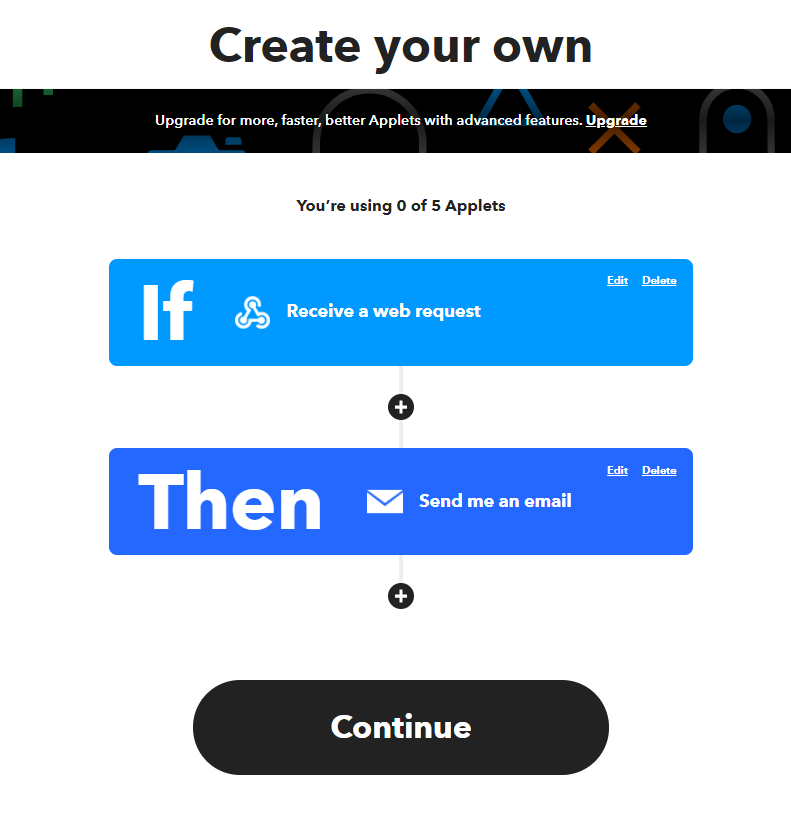 Create your own
Upgrade for more, faster, better Applets with advanced features. Upgrade
You’re using 0 of 5 Applets
Edit Delete
If Receive a web request
Edit Delete
Then Send me an email
Continue